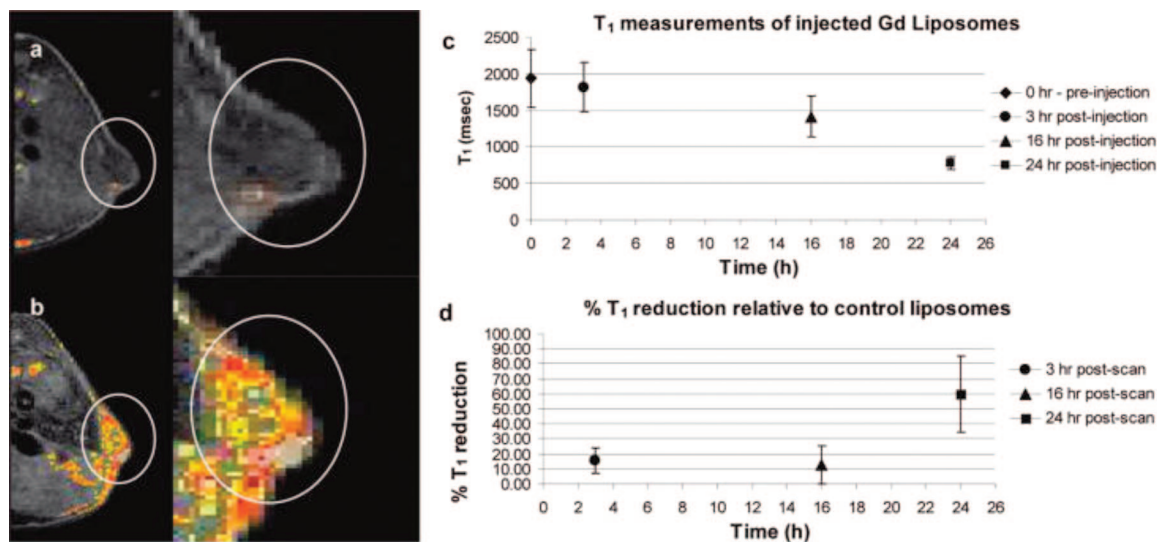 a
b
c
T₁ measurements of injected Gd Liposomes
2500
2000
1500
1000
500
0
T₁ (msec)
0 2 4 6 8 10 12 14 16 18 20 22 24 26
Time (h)
0 hr - pre-injection
3 hr post-injection
16 hr post-injection
24 hr post-injection
d
% T₁ reduction relative to control liposomes
100.00
90.00
80.00
70.00
60.00
50.00
40.00
30.00
20.00
10.00
0.00
% T₁ reduction
0 2 4 6 8 10 12 14 16 18 20 22 24 26
Time (h)
3 hr post-scan
16 hr post-scan
24 hr post-scan